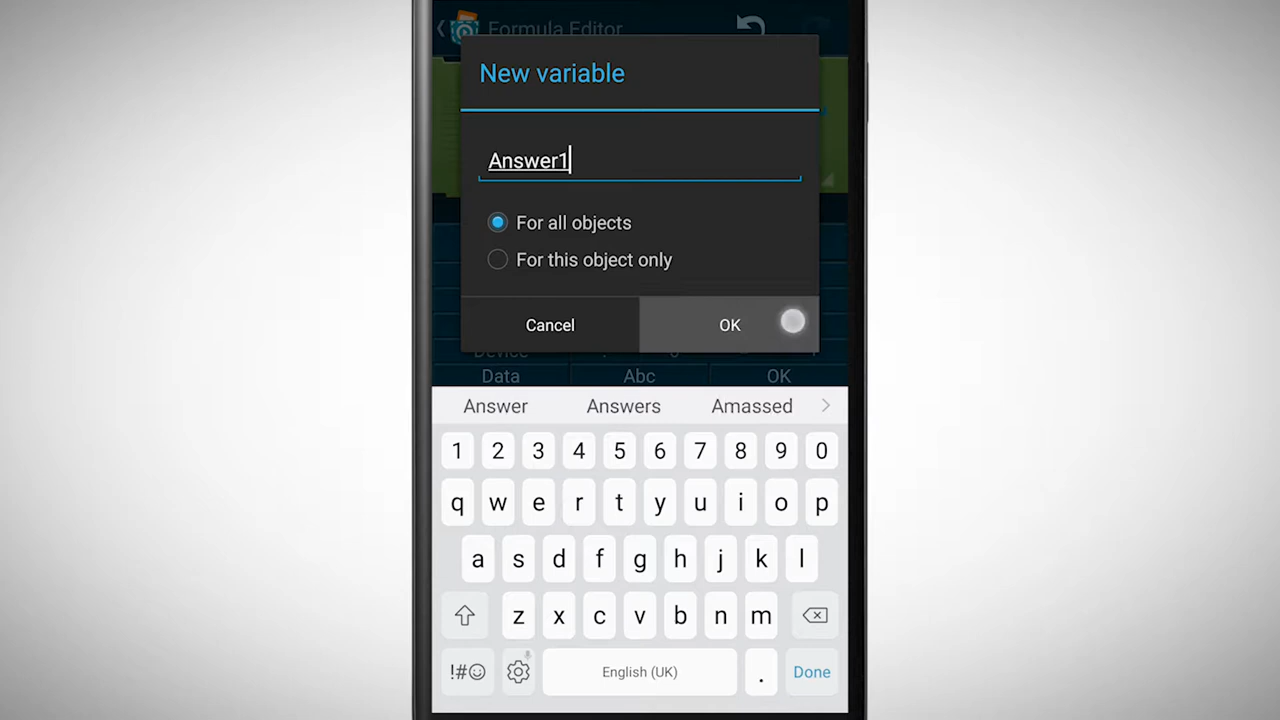 Formula Editor
New variable
Answer1
For all objects
For this object only
Cancel OK
Device
Data Abc OK
Answer Answers Amassed
1 2 3 4 5 6 7 8 9 0
q w e r t y u i o p
a s d f g h j k l
z x c v b n m
!#☺ English (UK) . Done